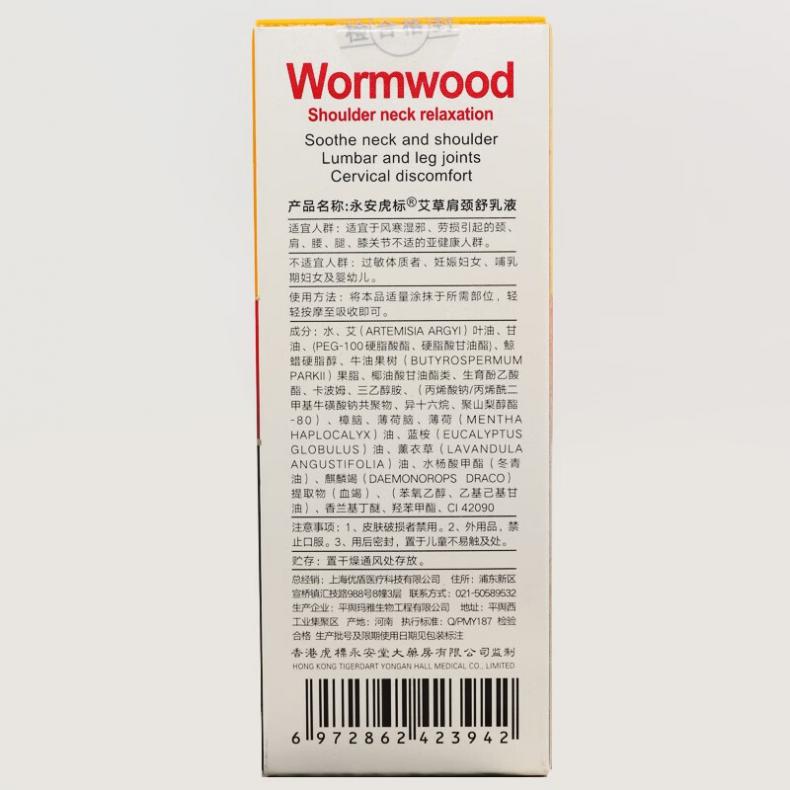 检合格型
Wormwood
Shoulder neck relaxation
Soothe neck and shoulder
Lumbar and leg joints
Cervical discomfort
产品名称:永安虎标®艾草肩颈舒乳液
适宜人群：适宜于风寒湿邪、劳损引起的颈、
肩、腰、腿、膝关节不适的亚健康人群。
不适宜人群：过敏体质者、妊娠妇女、哺乳
期妇女及婴幼儿。
使用方法：将本品适量涂抹于所需部位，轻
轻按摩至吸收即可。
成分：水、艾（ARTEMISIA ARGYI）叶油、甘
油、(PEG-100硬脂酸酯、硬脂酸甘油酯)、鲸
蜡硬脂醇、牛油果树（BUTYROSPERMUM
PARKII）果脂、椰油酸甘油酯类、生育酚乙酸
酯、卡波姆、三乙醇胺、（丙烯酸钠/丙烯酰二
甲基牛磺酸钠共聚物、异十六烷、聚山梨醇酯
-80）、樟脑、薄荷脑、薄荷（MENTHA
HAPLOCALYX）油、蓝桉（EUCALYPTUS
GLOBULUS）油、薰衣草（LAVANDULA
ANGUSTIFOLIA）油、水杨酸甲酯（冬青
油）、麒麟竭（DAEMONOROPS DRACO）
提取物（血竭）、（苯氧乙醇、乙基己基甘
油）、香兰基丁醚、羟苯甲酯、CI 42090
注意事项：1、皮肤破损者禁用。2、外用品，禁
止口服。3、用后密封，置于儿童不易触及处。
贮存：置干燥通风处存放。
总经销：上海优盾医疗科技有限公司 住所：浦东新区
宣桥镇汇技路988号8幢3层 联系方式：021-50589532
生产企业：平舆玛雅生物工程有限公司 地址：平舆西
工业集聚区 产地：河南 执行标准：Q/PMY187 检验
合格 生产批号及限期使用日期见包装标注
香港虎標永安堂大藥房有限公司监制
HONG KONG TIGERDART YONGAN HALL MEDICAL CO., LIMITED
6 972862 423942